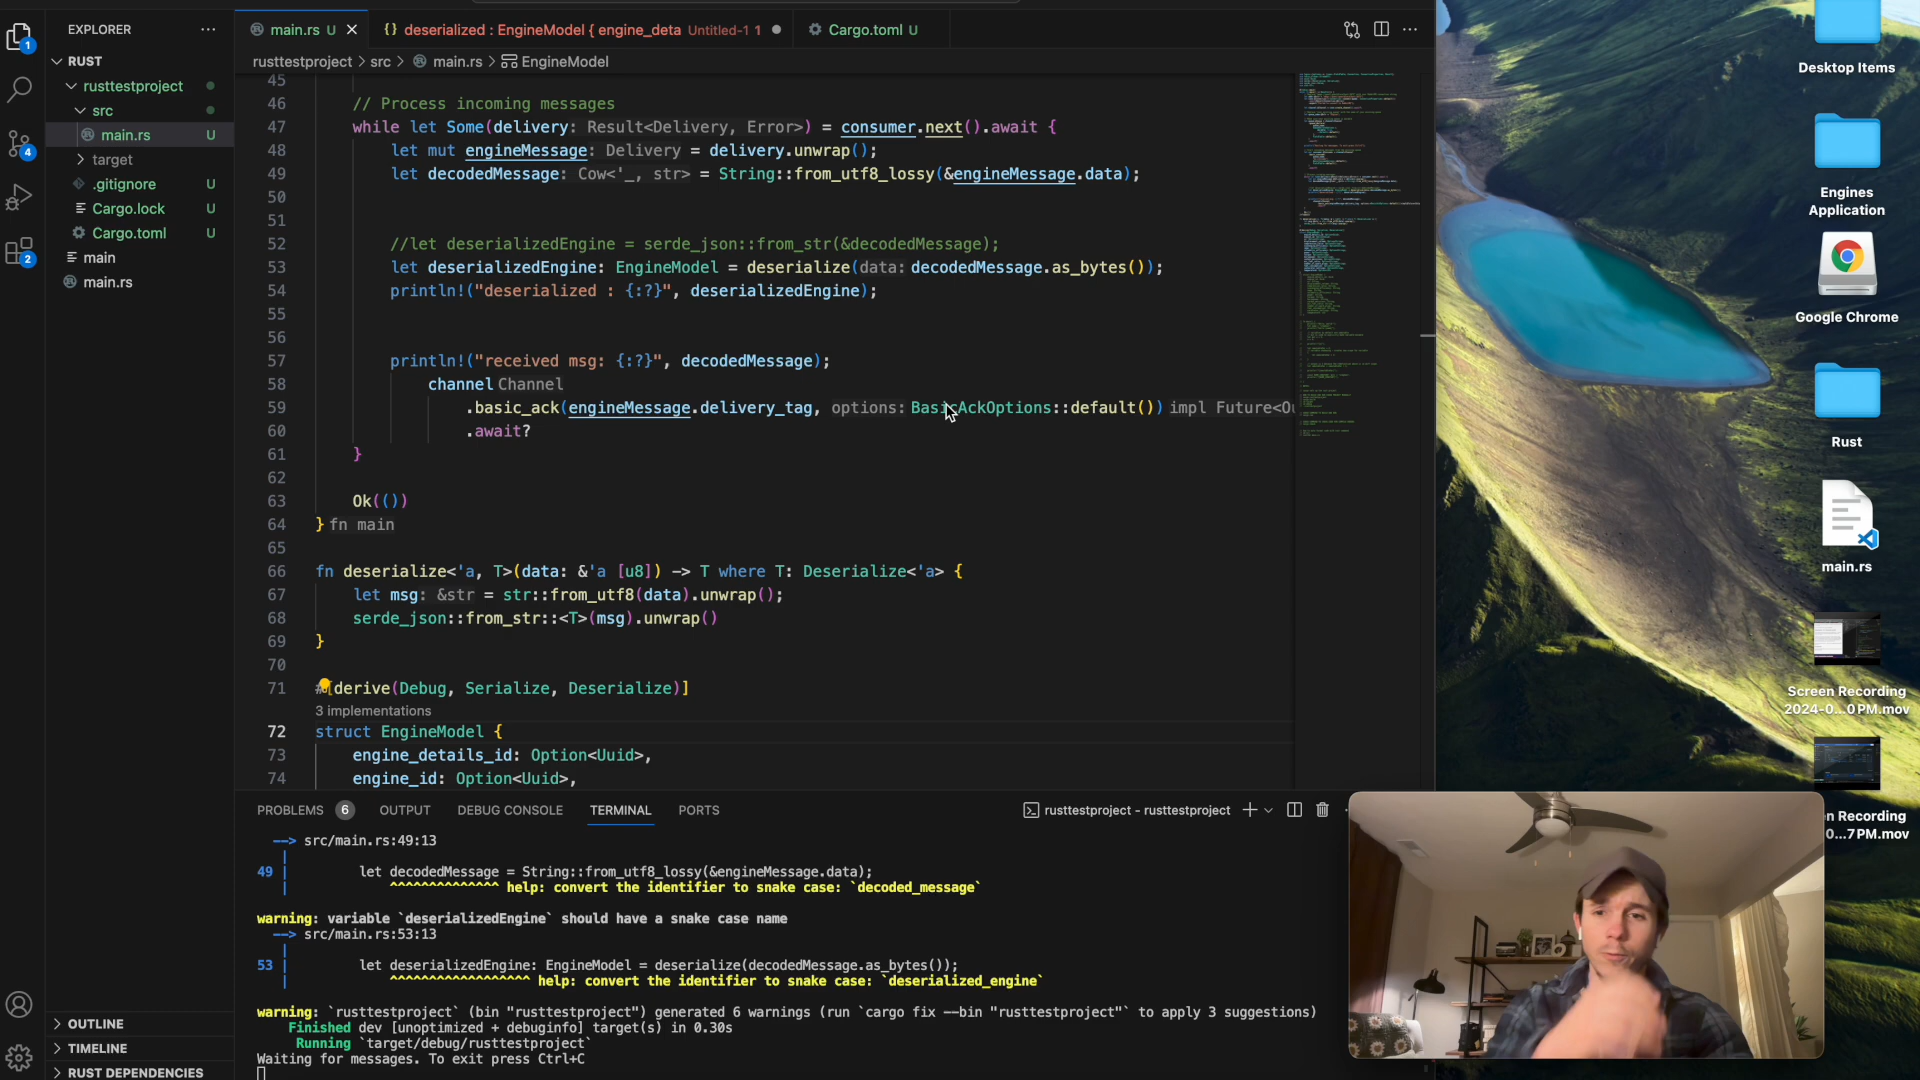 EXPLORER
RUST
rusttestproject
src
main.rs U
target
.gitignore U
Cargo.lock U
Cargo.toml U
main
main.rs
OUTLINE
TIMELINE
RUST DEPENDENCIES
1
4
2
main.rs U
{} deserialized : EngineModel { engine_deta Untitled-1 1
Cargo.toml U
rusttestproject > src > main.rs > EngineModel
45
46 // Process incoming messages
47 while let Some(delivery: Result<Delivery, Error>) = consumer.next().await {
48 let mut engineMessage: Delivery = delivery.unwrap();
49 let decodedMessage: Cow<'_, str> = String::from_utf8_lossy(&engineMessage.data);
50
51
52 //let deserializedEngine = serde_json::from_str(&decodedMessage);
53 let deserializedEngine: EngineModel = deserialize(data: decodedMessage.as_bytes());
54 println!("deserialized : {:?}", deserializedEngine);
55
56
57 println!("received msg: {:?}", decodedMessage);
58 channel Channel
59 .basic_ack(engineMessage.delivery_tag, options: BasicAckOptions::default()) impl Future<Ou
60 .await?
61 }
62
63 Ok(())
64 } fn main
65
66 fn deserialize<'a, T>(data: &'a [u8]) -> T where T: Deserialize<'a> {
67 let msg: &str = str::from_utf8(data).unwrap();
68 serde_json::from_str::<T>(msg).unwrap()
69 }
70
71 #[derive(Debug, Serialize, Deserialize)]
3 implementations
72 struct EngineModel {
73 engine_details_id: Option<Uuid>,
74 engine_id: Option<Uuid>,
PROBLEMS 6 OUTPUT DEBUG CONSOLE TERMINAL PORTS
rusttestproject - rusttestproject
--> src/main.rs:49:13
|
49 | let decodedMessage = String::from_utf8_lossy(&engineMessage.data);
| ^^^^^^^^^^^^^^ help: convert the identifier to snake case: `decoded_message`
warning: variable `deserializedEngine` should have a snake case name
--> src/main.rs:53:13
|
53 | let deserializedEngine: EngineModel = deserialize(decodedMessage.as_bytes());
| ^^^^^^^^^^^^^^^^^^ help: convert the identifier to snake case: `deserialized_engine`
warning: `rusttestproject` (bin "rusttestproject") generated 6 warnings (run `cargo fix --bin "rusttestproject"` to apply 3 suggestions)
Finished dev [unoptimized + debuginfo] target(s) in 0.30s
Running `target/debug/rusttestproject`
Waiting for messages. To exit press Ctrl+C
Desktop Items
Engines
Application
Google Chrome
Rust
main.rs
Screen Recording
2024-0...0 PM.mov
en Recording
0...7 PM.mov